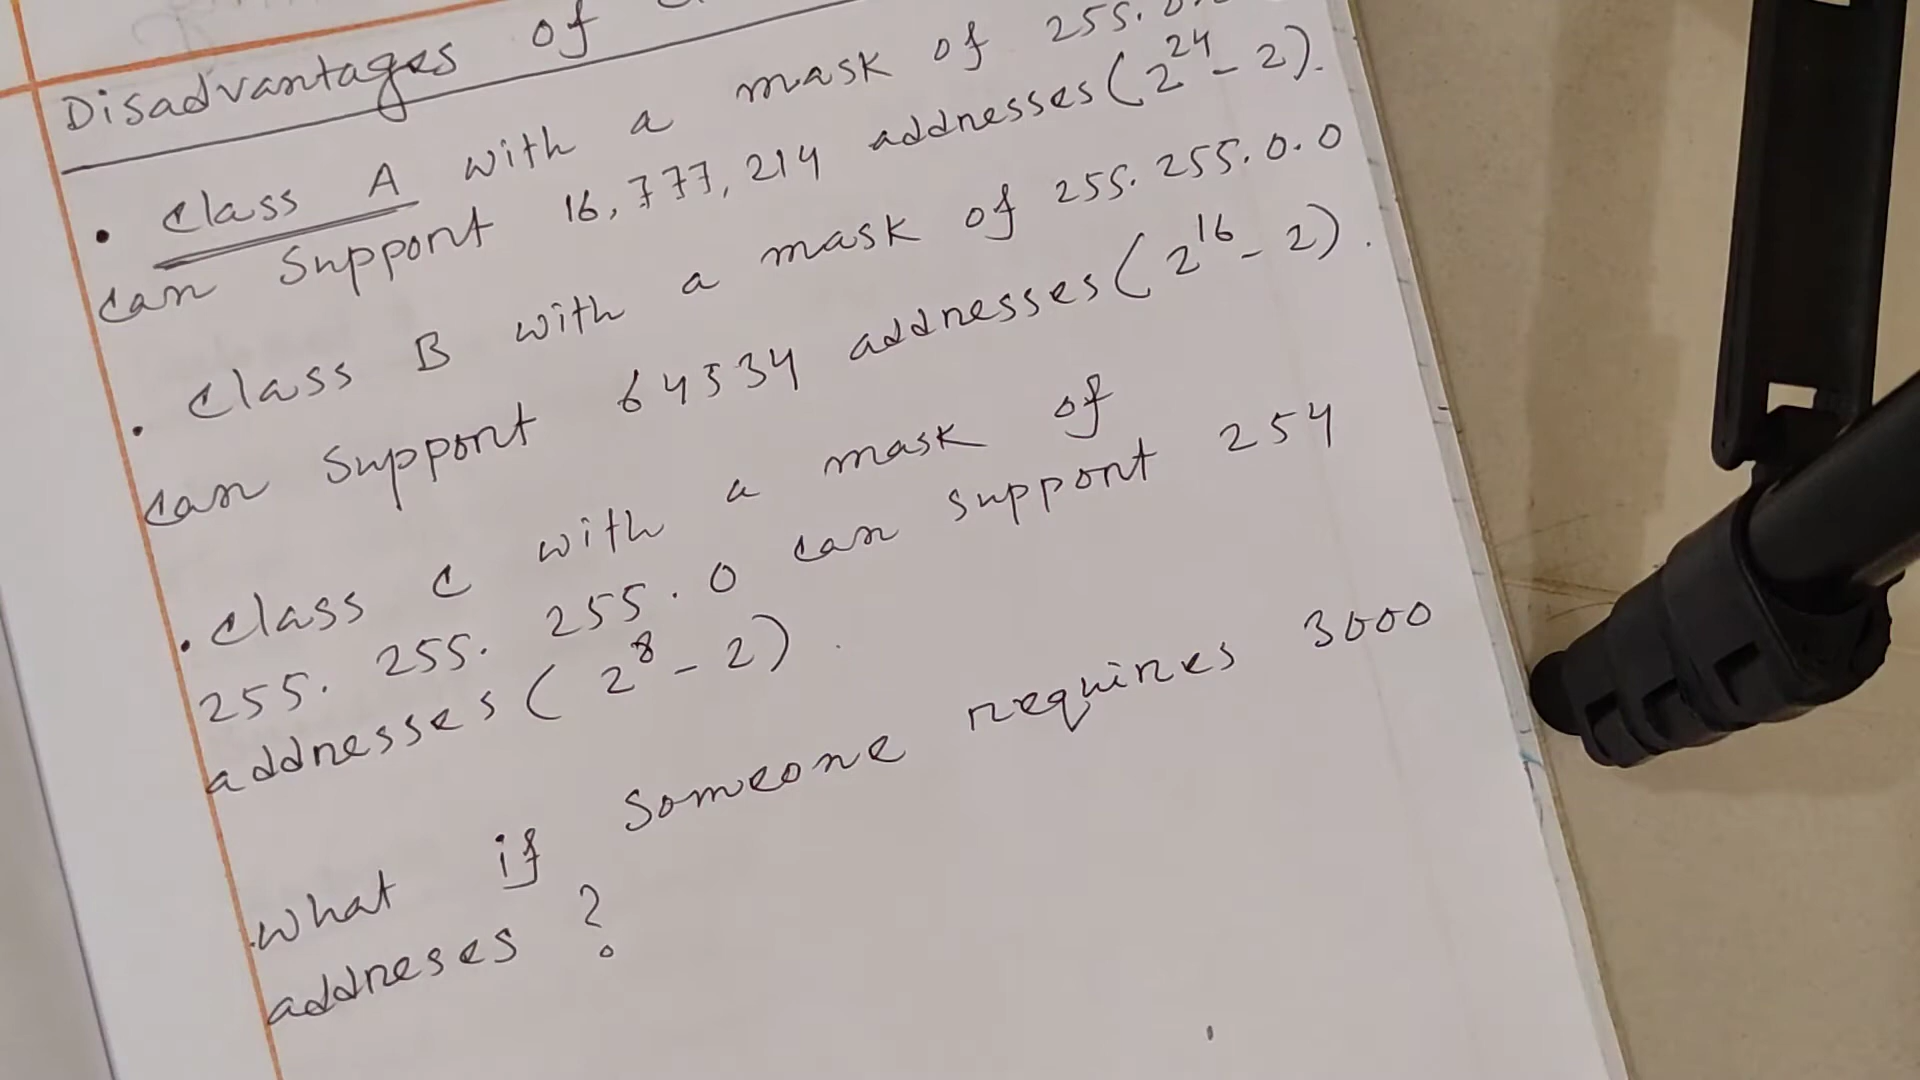 Disadvantages of
• Class A with a mask of 255.0.
can support 16,777,214 addresses (2^24 - 2).
• Class B with a mask of 255.255.0.0
can support 64534 addresses (2^16 - 2).
• Class C with a mask of
255.255.255.0 can support 254
addresses (2^8 - 2).
What if someone requires 3000
addreses?